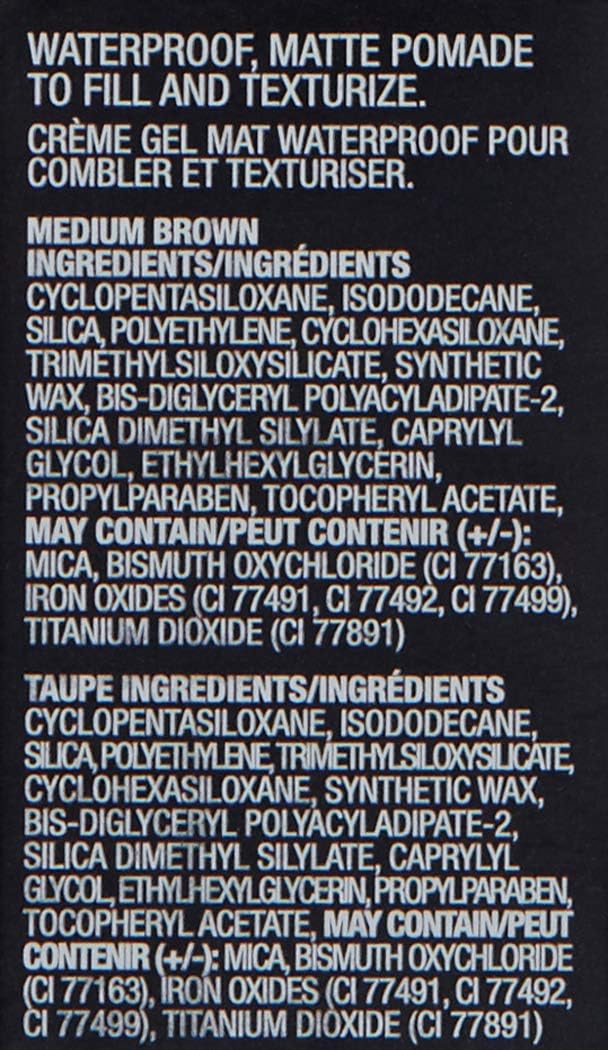 WATERPROOF, MATTE POMADE
TO FILL AND TEXTURIZE.
CRÈME GEL MAT WATERPROOF POUR
COMBLER ET TEXTURISER.
MEDIUM BROWN
INGREDIENTS/INGRÉDIENTS
CYCLOPENTASILOXANE, ISODODECANE,
SILICA, POLYETHYLENE, CYCLOHEXASILOXANE,
TRIMETHYLSILOXYSILICATE, SYNTHETIC
WAX, BIS-DIGLYCERYL POLYACYLADIPATE-2,
SILICA DIMETHYL SILYLATE, CAPRYLYL
GLYCOL, ETHYLHEXYLGLYCERIN,
PROPYLPARABEN, TOCOPHERYL ACETATE,
MAY CONTAIN/PEUT CONTENIR (+/-):
MICA, BISMUTH OXYCHLORIDE (CI 77163),
IRON OXIDES (CI 77491, CI 77492, CI 77499),
TITANIUM DIOXIDE (CI 77891)
TAUPE INGREDIENTS/INGRÉDIENTS
CYCLOPENTASILOXANE, ISODODECANE,
SILICA, POLYETHYLENE, TRIMETHYLSILOXYSILICATE,
CYCLOHEXASILOXANE, SYNTHETIC WAX,
BIS-DIGLYCERYL POLYACYLADIPATE-2,
SILICA DIMETHYL SILYLATE, CAPRYLYL
GLYCOL, ETHYLHEXYLGLYCERIN, PROPYLPARABEN,
TOCOPHERYL ACETATE, MAY CONTAIN/PEUT
CONTENIR (+/-): MICA, BISMUTH OXYCHLORIDE
(CI 77163), IRON OXIDES (CI 77491, CI 77492,
CI 77499), TITANIUM DIOXIDE (CI 77891)